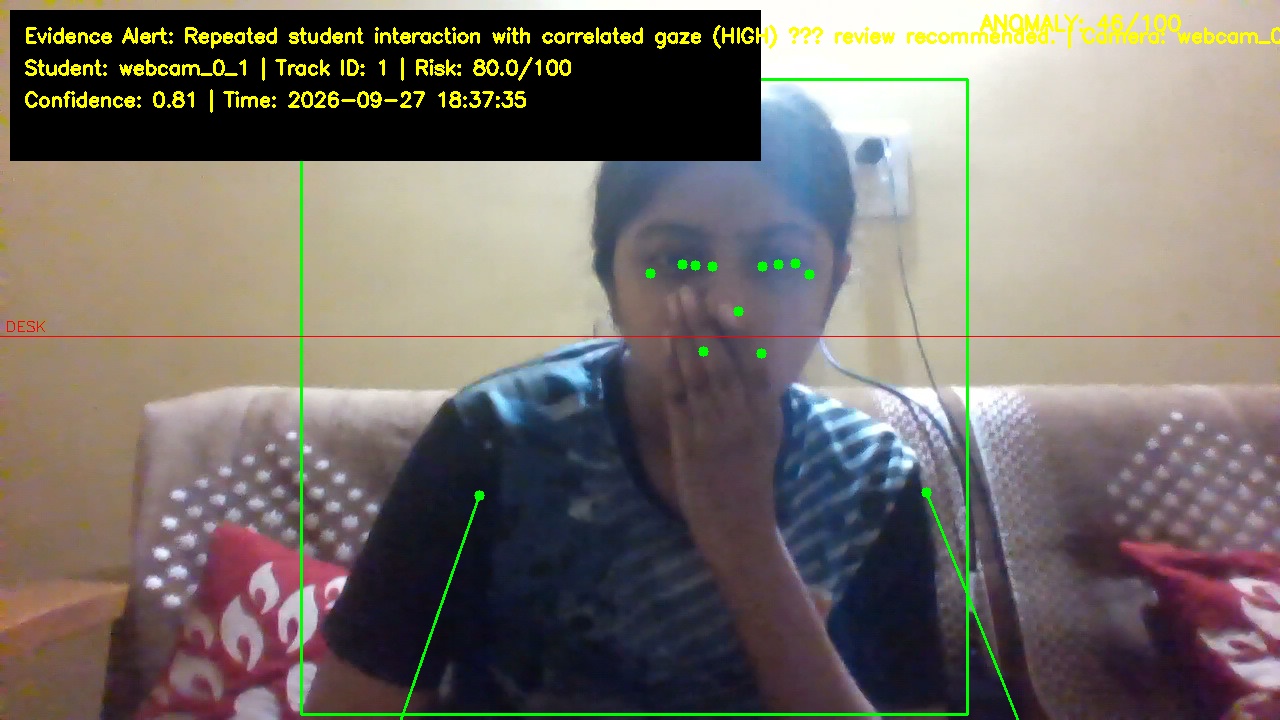 Evidence Alert: Repeated student interaction with correlated gaze (HIGH) ??? review recommended. | Camera: webcam_0
Student: webcam_0_1 | Track ID: 1 | Risk: 80.0/100
Confidence: 0.81 | Time: 2026-09-27 18:37:35
ANOMALY: 46/100
DESK